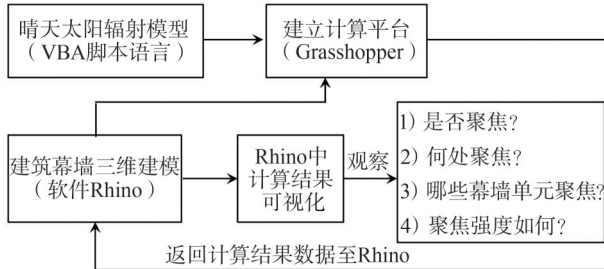 晴天太阳辐射模型
（VBA脚本语言）
建立计算平台
（Grasshopper）
建筑幕墙三维建模
（软件Rhino）
Rhino中
计算结果
可视化
观察
1) 是否聚焦？
2) 何处聚焦？
3) 哪些幕墙单元聚焦？
4) 聚焦强度如何？
返回计算结果数据至Rhino